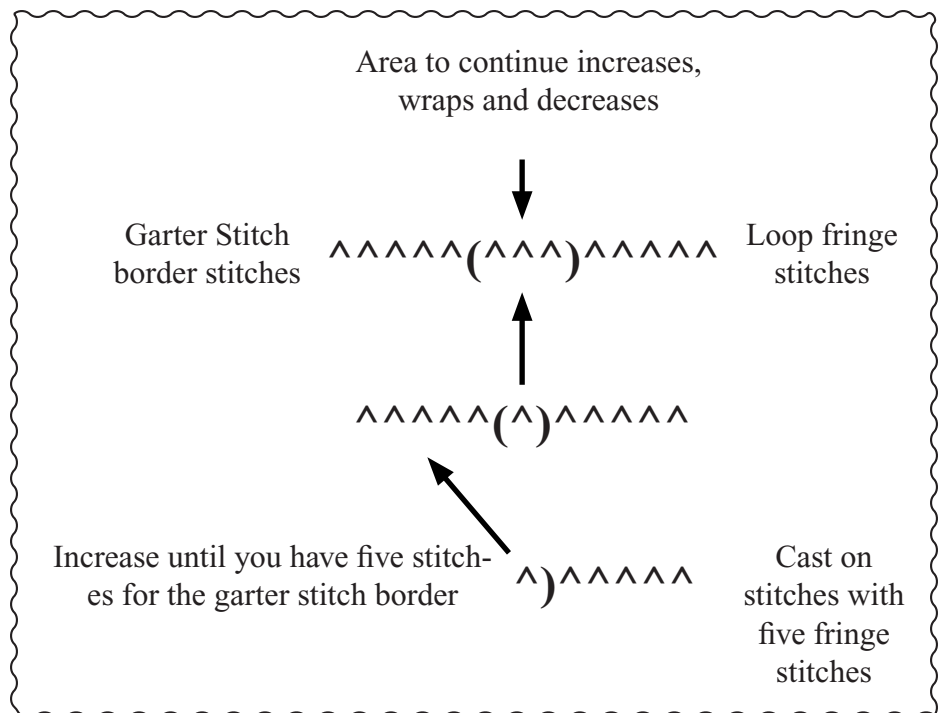 Area to continue increases,
wraps and decreases
Garter Stitch
border stitches
^^^^^(^^^)^^^^^
Loop fringe
stitches
^^^^^(^)^^^^^
Increase until you have five stitch-
es for the garter stitch border
^)^^^^^
Cast on
stitches with
five fringe
stitches